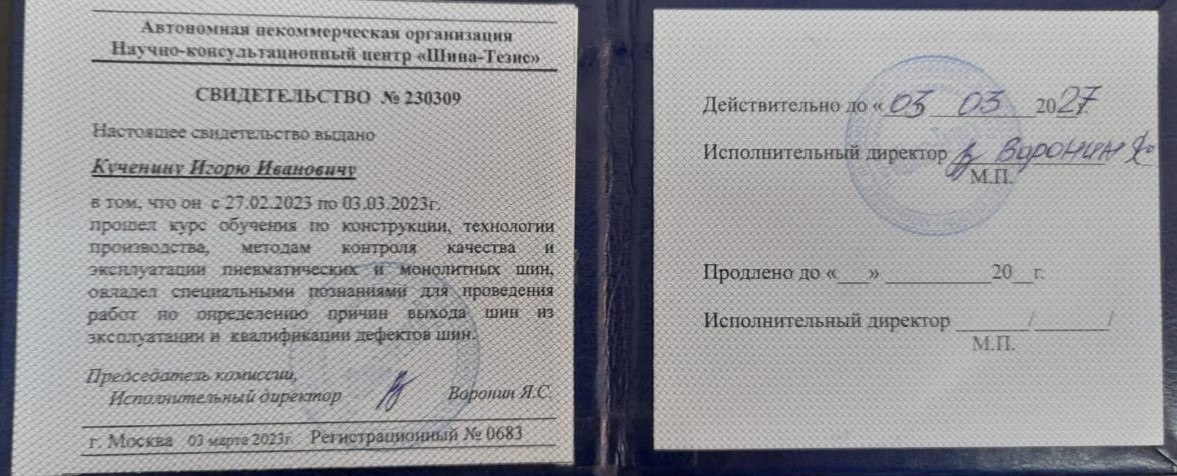 Автономная некоммерческая организация
Научно-консультационный центр «Шина-Тезис»
СВИДЕТЕЛЬСТВО № 230309
Настоящее свидетельство выдано
Кученину Игорю Ивановичу
в том, что он с 27.02.2023 по 03.03.2023г.
прошел курс обучения по конструкции, технологии
производства, методам контроля качества и
эксплуатации пневматических и монолитных шин,
овладел специальными познаниями для проведения
работ по определению причин выхода шин из
эксплуатации и квалификации дефектов шин.
Председатель комиссии,
Исполнительный директор Воронин Я.С.
г. Москва 03 марта 2023г. Регистрационный № 0683
Действительно до «03 03 2027
Исполнительный директор Воронин Я.
М.П.
Продлено до «___» __________20__г.
Исполнительный директор _______/_______/
М.П.